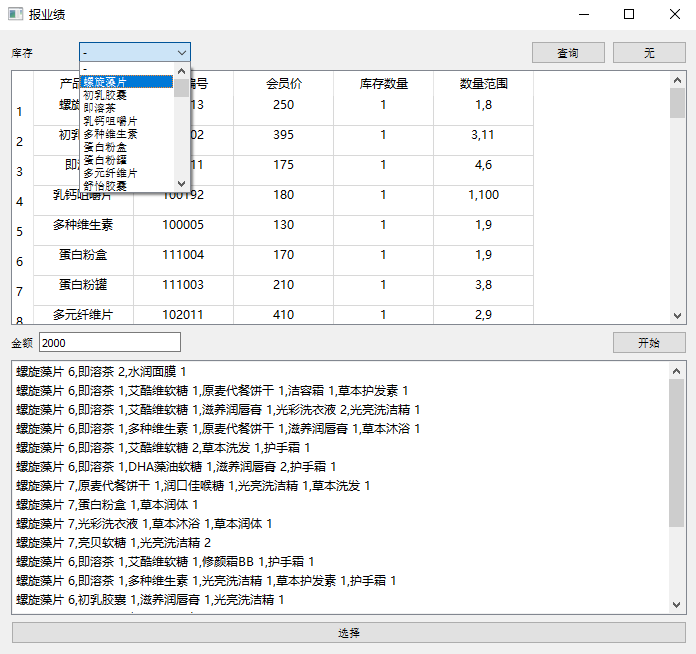 报业绩
库存 - 查询 无
-
螺旋藻片
初乳胶囊
即溶茶
乳钙咀嚼片
多种维生素
蛋白粉盒
蛋白粉罐
多元纤维片
舒怡胶囊
产品 编号 会员价 库存数量 数量范围
1 螺旋 13 250 1 1,8
2 初乳 02 395 1 3,11
3 即溶 11 175 1 4,6
4 乳钙咀嚼片 100192 180 1 1,100
5 多种维生素 100005 130 1 1,9
6 蛋白粉盒 111004 170 1 1,9
7 蛋白粉罐 111003 210 1 3,8
8 多元纤维片 102011 410 1 2,9
金额 2000 开始
螺旋藻片 6,即溶茶 2,水润面膜 1
螺旋藻片 6,即溶茶 1,艾酷维软糖 1,原麦代餐饼干 1,洁容霜 1,草本护发素 1
螺旋藻片 6,即溶茶 1,艾酷维软糖 1,滋养润唇膏 1,光彩洗衣液 2,光亮洗洁精 1
螺旋藻片 6,即溶茶 1,多种维生素 1,原麦代餐饼干 1,滋养润唇膏 1,草本沐浴 1
螺旋藻片 6,即溶茶 1,艾酷维软糖 2,草本洗发 1,护手霜 1
螺旋藻片 6,即溶茶 1,DHA藻油软糖 1,滋养润唇膏 2,护手霜 1
螺旋藻片 7,原麦代餐饼干 1,润口佳喉糖 1,光亮洗洁精 1,草本洗发 1
螺旋藻片 7,蛋白粉盒 1,草本润体 1
螺旋藻片 7,光彩洗衣液 1,草本沐浴 1,草本润体 1
螺旋藻片 7,亮贝软糖 1,光亮洗洁精 2
螺旋藻片 6,即溶茶 1,艾酷维软糖 1,修颜霜BB 1,护手霜 1
螺旋藻片 6,即溶茶 1,多种维生素 1,光亮洗洁精 1,草本护发素 1,护手霜 1
螺旋藻片 6,初乳胶囊 1,滋养润唇膏 1,光亮洗洁精 1
选择